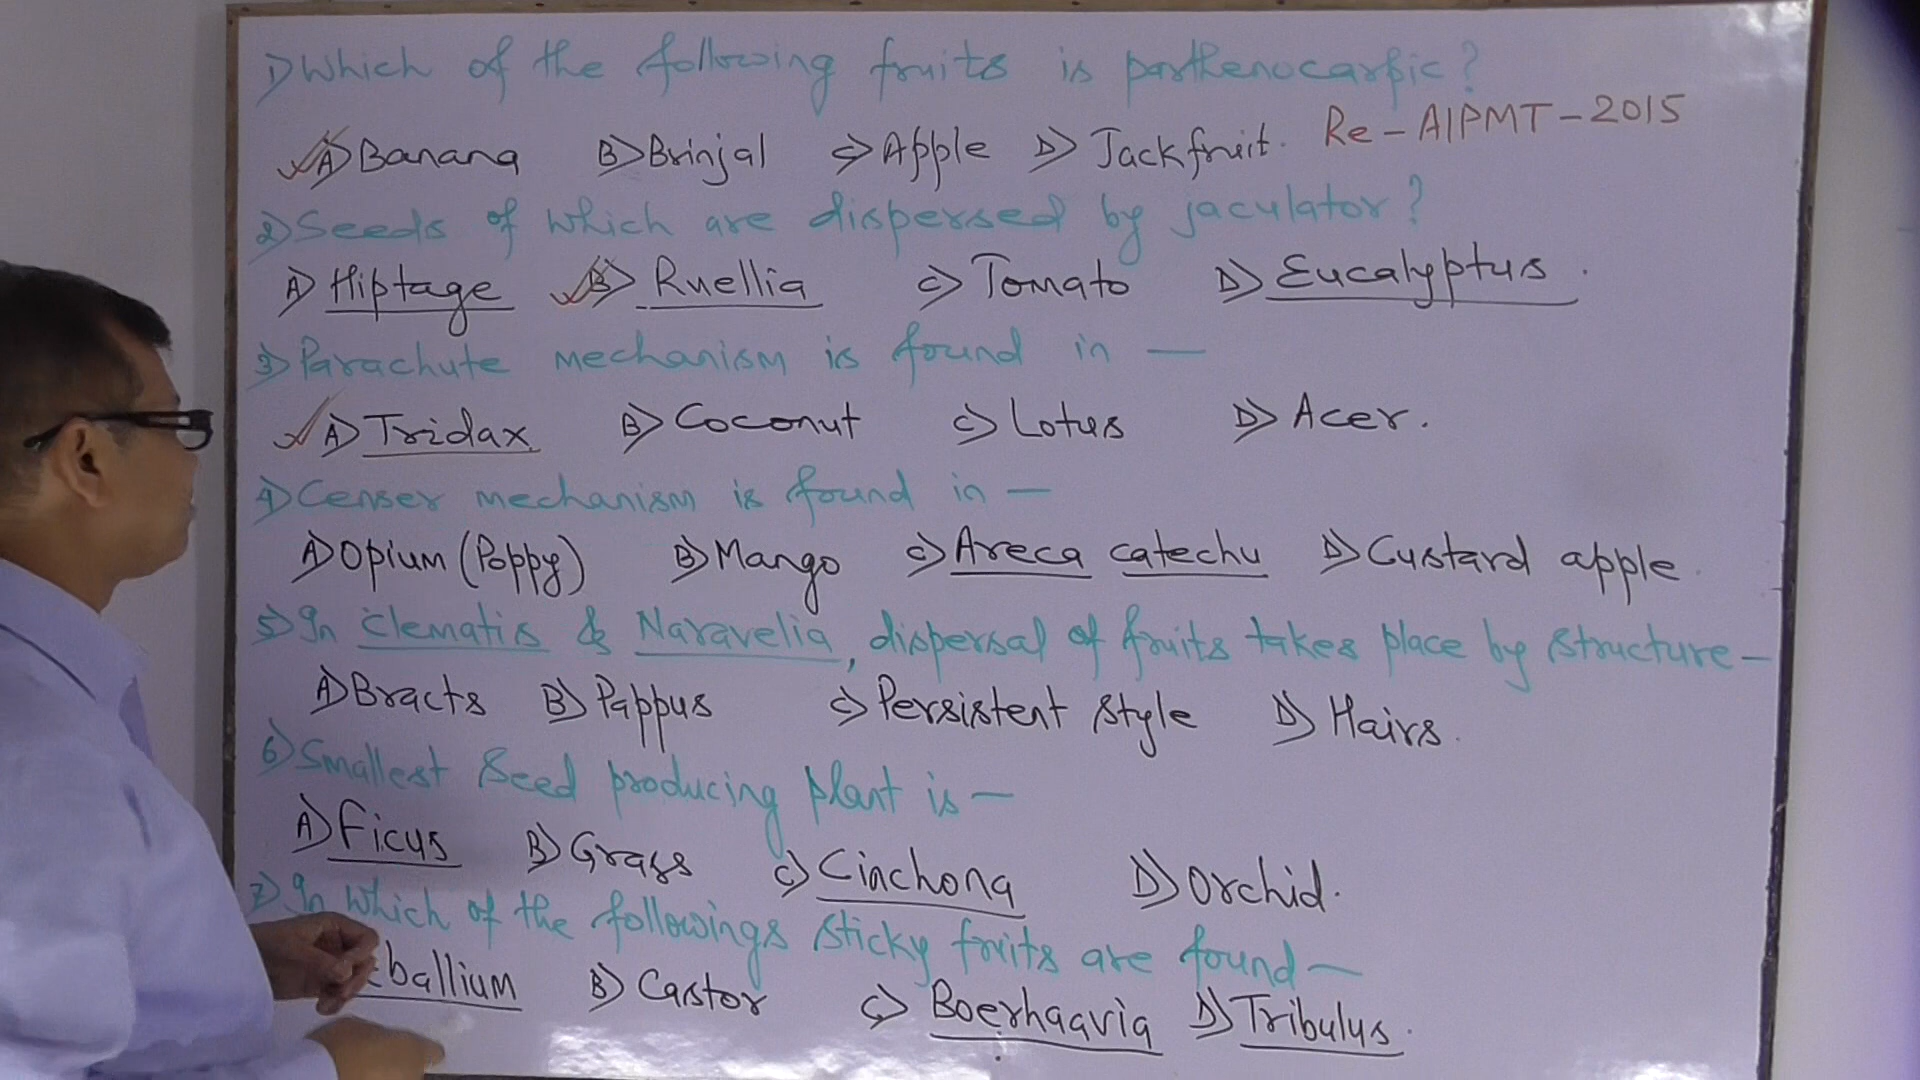 1) Which of the following fruits is parthenocarpic?
A) Banana B) Brinjal C) Apple D) Jackfruit. Re-AIPMT-2015
2) Seeds of which are dispersed by jaculator?
A) Hiptage B) Ruellia C) Tomato D) Eucalyptus.
3) Parachute mechanism is found in —
A) Tridax B) Coconut C) Lotus D) Acer.
4) Censer mechanism is found in —
A) Opium (Poppy) B) Mango C) Areca catechu D) Custard apple.
5) In Clematis & Naravelia, dispersal of fruits takes place by structure —
A) Bracts B) Pappus C) Persistent style D) Hairs.
6) Smallest seed producing plant is —
A) Ficus B) Grass C) Cinchona D) Orchid.
7) In which of the followings sticky fruits are found —
ballium B) Castor C) Boerhaavia D) Tribulus.